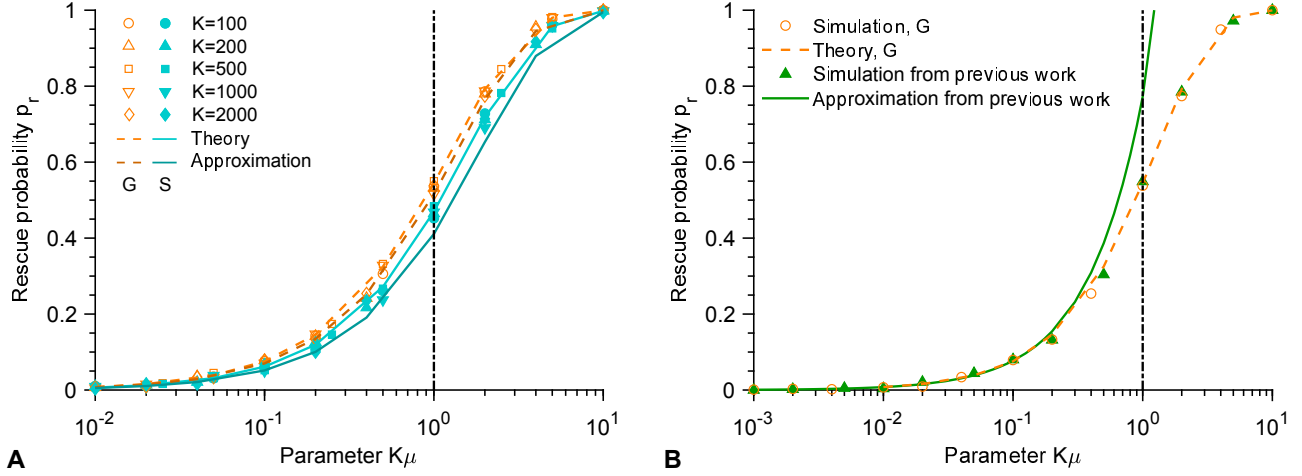 1
0.8
0.6
0.4
0.2
0
Rescue probability p_r
K=100
K=200
K=500
K=1000
K=2000
Theory
Approximation
G S
10^-2 10^-1 10^0 10^1
Parameter Kμ
A
1
0.8
0.6
0.4
0.2
0
Rescue probability p_r
Simulation, G
Theory, G
Simulation from previous work
Approximation from previous work
10^-3 10^-2 10^-1 10^0 10^1
Parameter Kμ
B